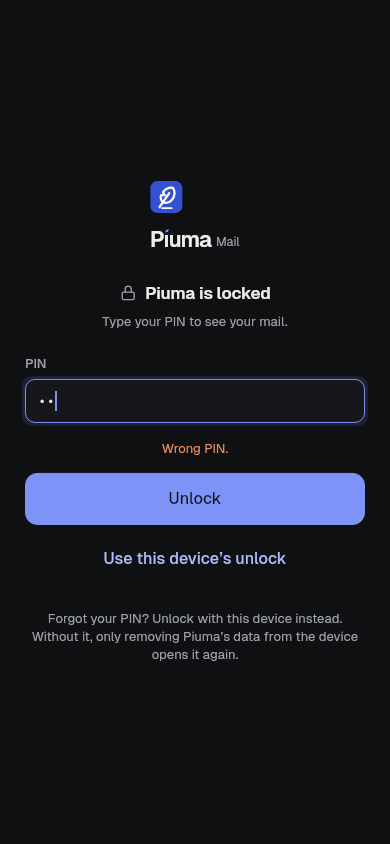 Piuma Mail
Piuma is locked
Type your PIN to see your mail.
PIN
••
Wrong PIN.
Unlock
Use this device’s unlock
Forgot your PIN? Unlock with this device instead.
Without it, only removing Piuma’s data from the device
opens it again.